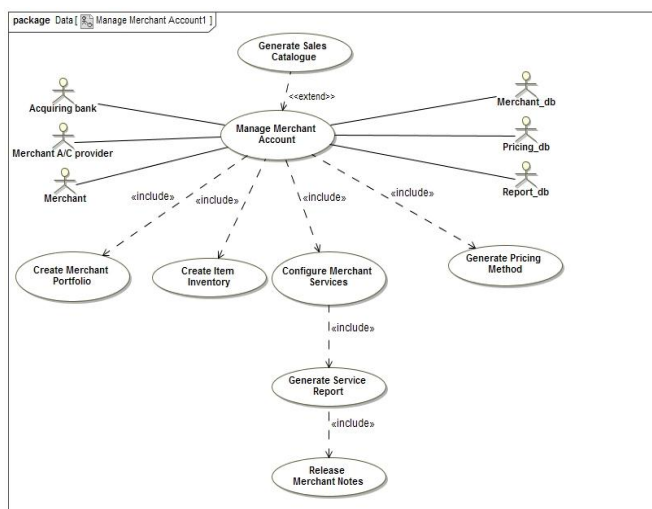 package Data [ Manage Merchant Account1 ]
Generate Sales
Catalogue
<<extend>>
Acquiring bank
Merchant_db
Manage Merchant
Account
Merchant A/C provider
Pricing_db
Merchant
Report_db
«include»
«include»
«include»
«include»
Create Merchant
Portfolio
Create Item
Inventory
Configure Merchant
Services
Generate Pricing
Method
«include»
Generate Service
Report
«include»
Release
Merchant Notes